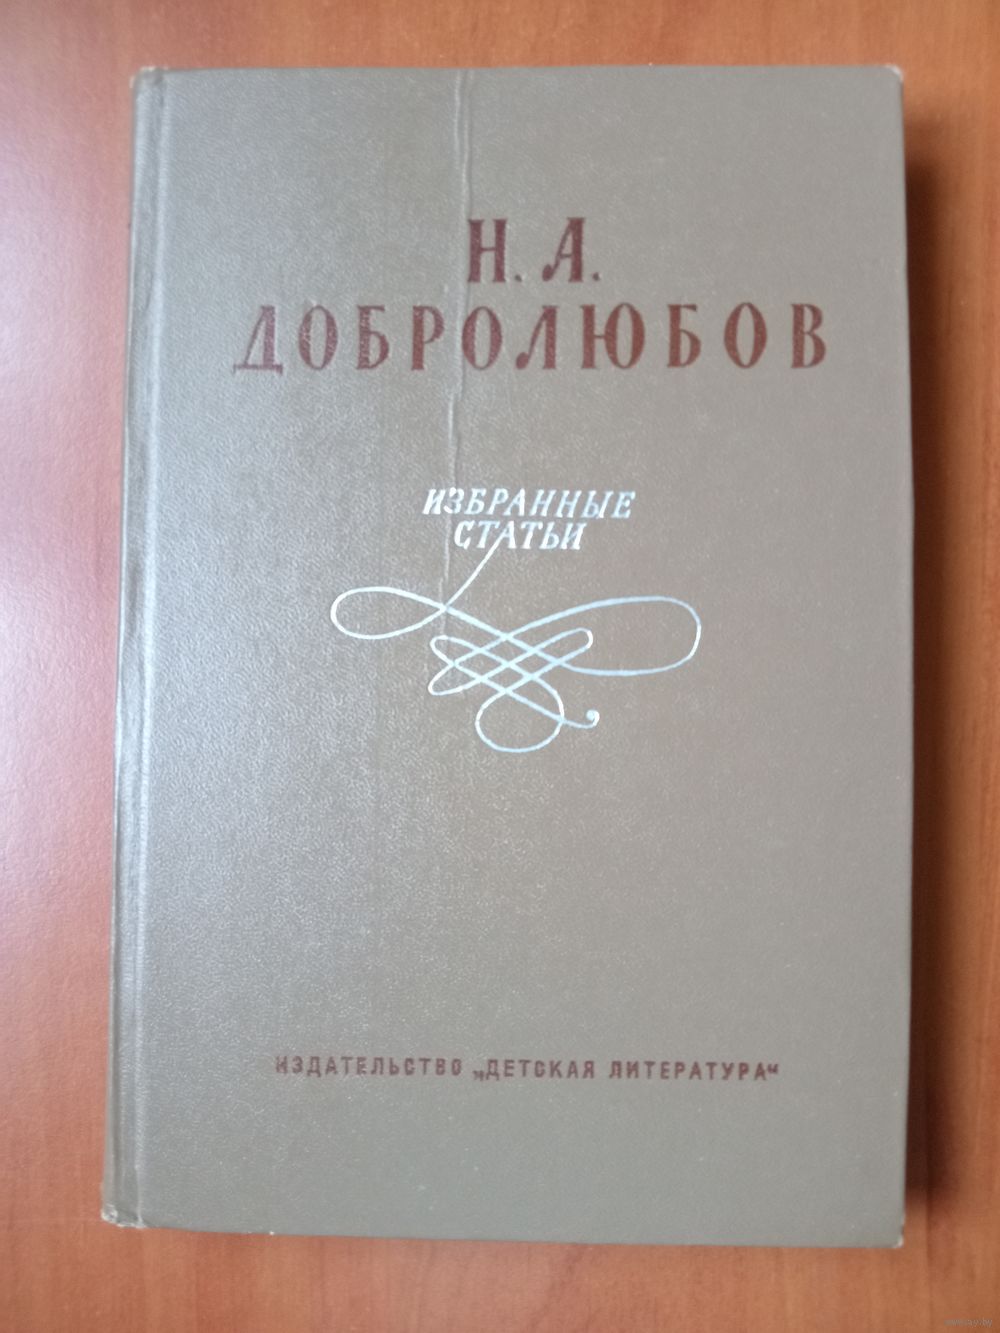 Н. А.
ДОБРОЛЮБОВ
ИЗБРАННЫЕ
СТАТЬИ
ИЗДАТЕЛЬСТВО „ДЕТСКАЯ ЛИТЕРАТУРА“